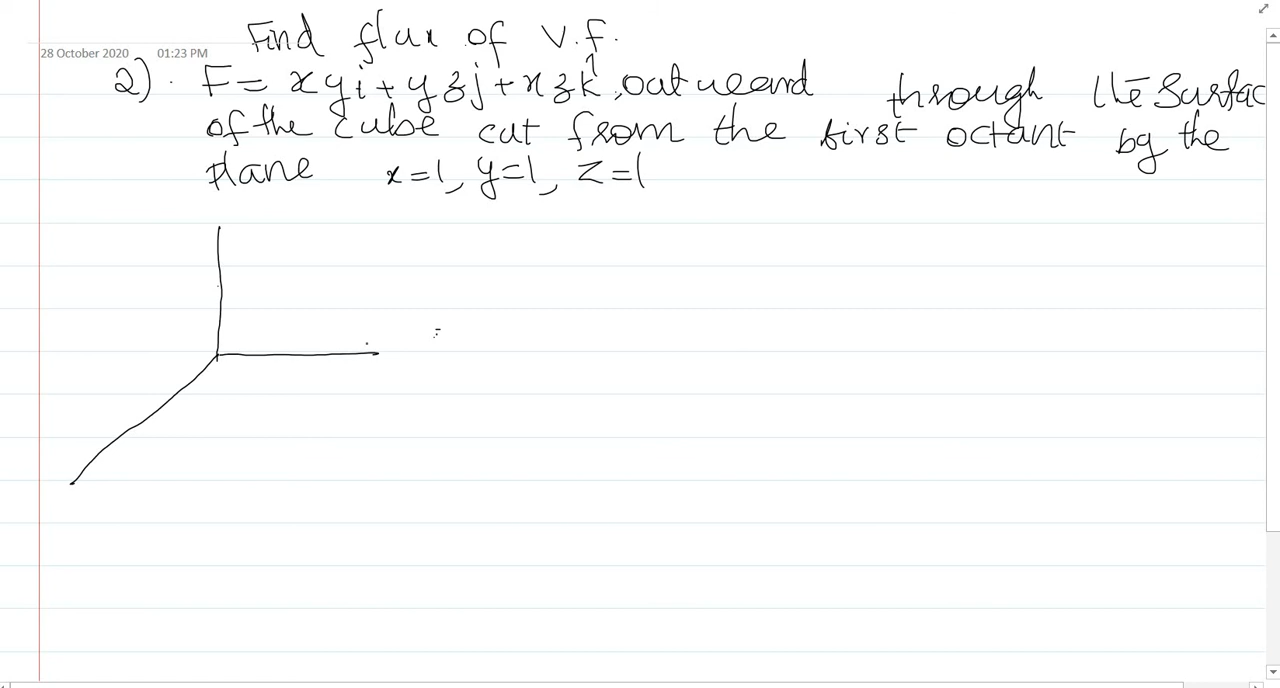 Find flux of V.F.
28 October 2020 01:23 PM
2). F = xyi + yzj + xzk̂, outward through the Surfac
of the cube cut from the first octant by the
plane x=1, y=1, z=1